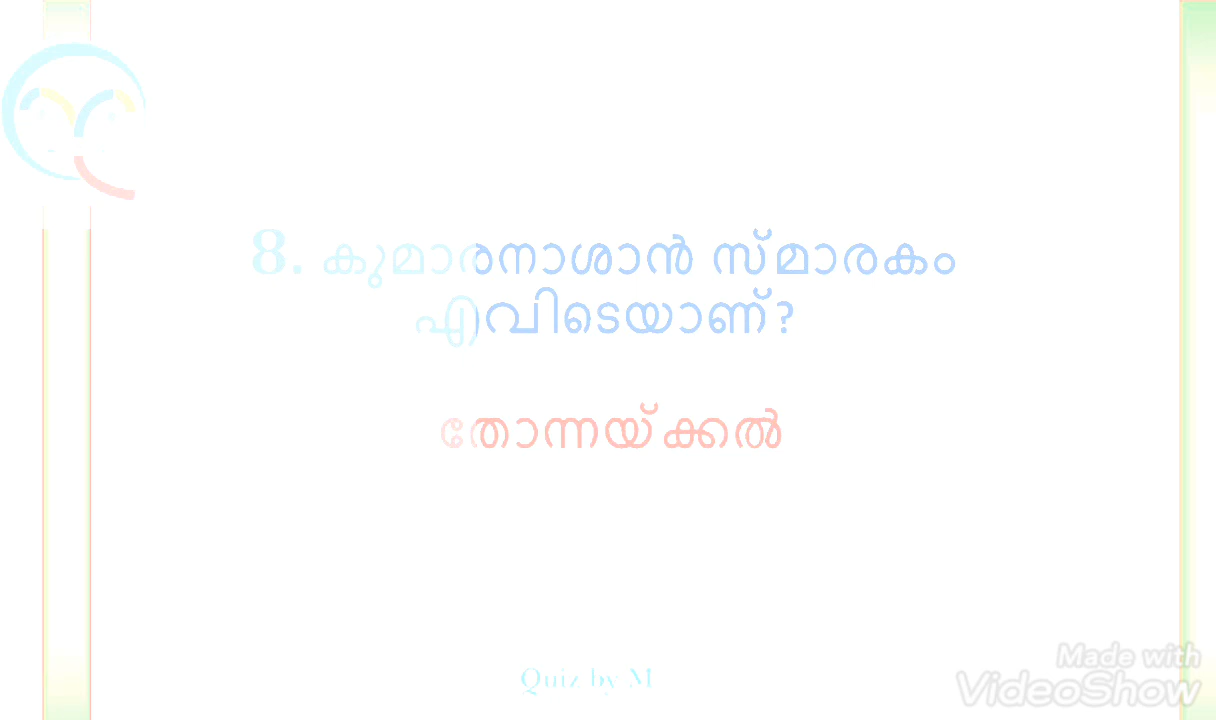 8. കുമാരനാശാൻ സ്മാരകം
എവിടെയാണ്?
തോന്നയ്ക്കൽ
Quiz by M
Made with
VideoShow